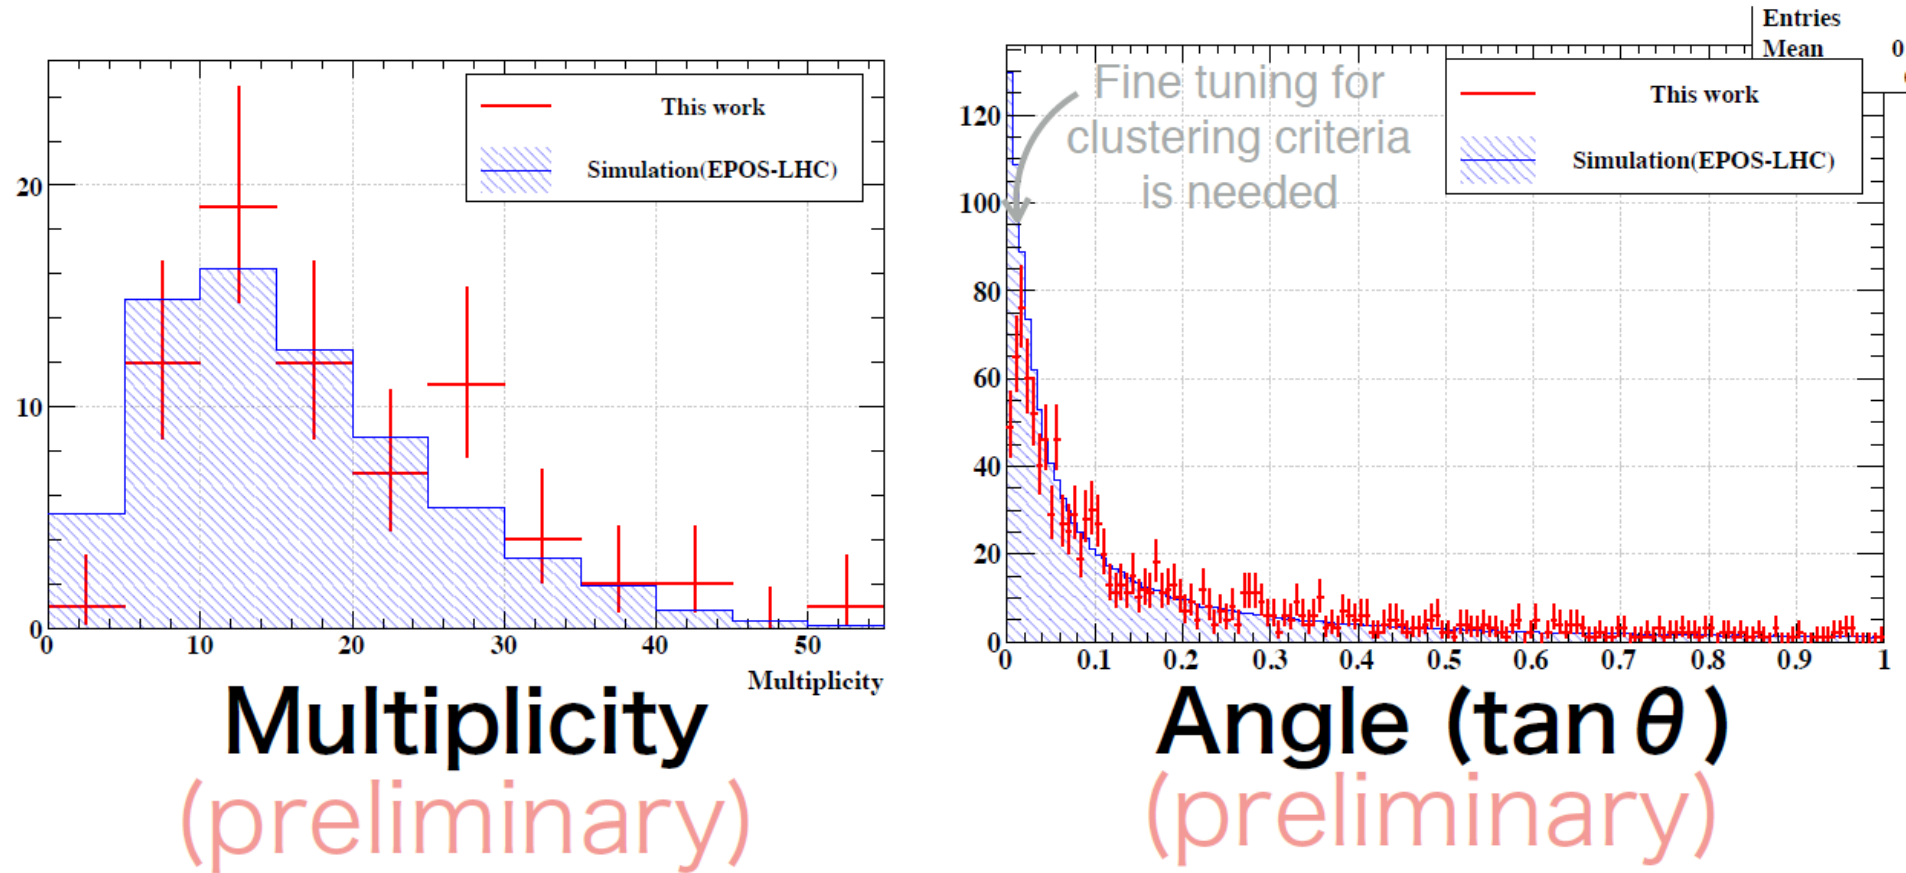 20
10
0
0
10
20
30
40
50
Multiplicity
This work
Simulation(EPOS-LHC)
Multiplicity
(preliminary)
Entries
Mean 0
120
100
80
60
40
20
0
0
0.1
0.2
0.3
0.4
0.5
0.6
0.7
0.8
0.9
1
Fine tuning for
clustering criteria
is needed
This work
Simulation(EPOS-LHC)
Angle (tan θ)
(preliminary)